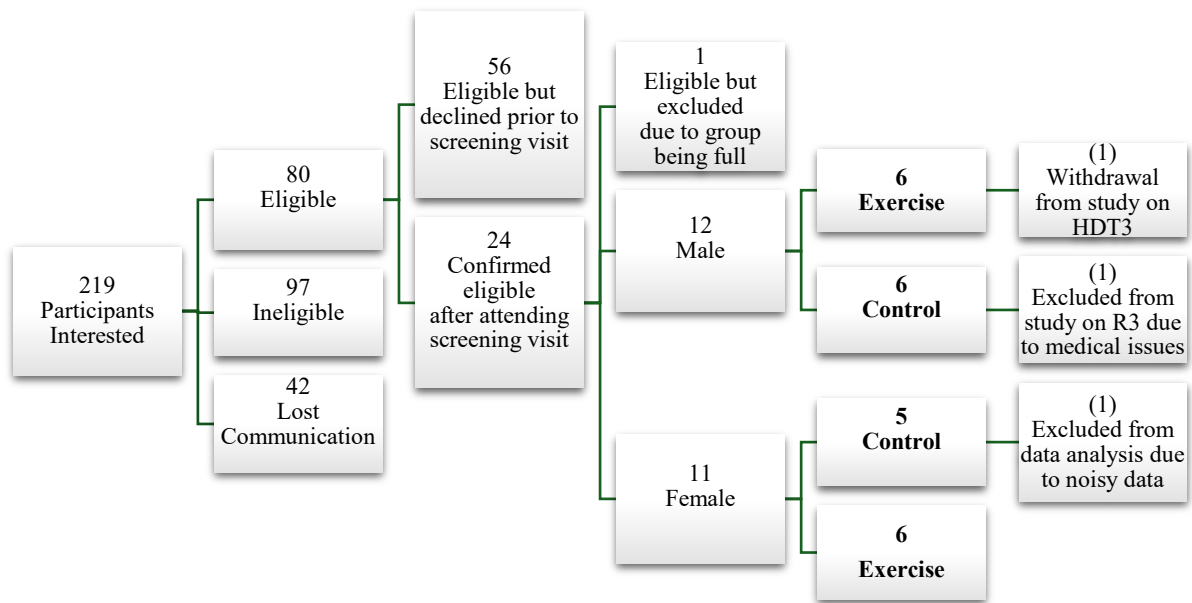 219
Participants
Interested
80
Eligible
97
Ineligible
42
Lost
Communication
56
Eligible but
declined prior to
screening visit
24
Confirmed
eligible
after attending
screening visit
1
Eligible but
excluded
due to group
being full
12
Male
11
Female
6
Exercise
6
Control
5
Control
6
Exercise
(1)
Withdrawal
from study on
HDT3
(1)
Excluded from
study on R3 due
to medical issues
(1)
Excluded from
data analysis due
to noisy data